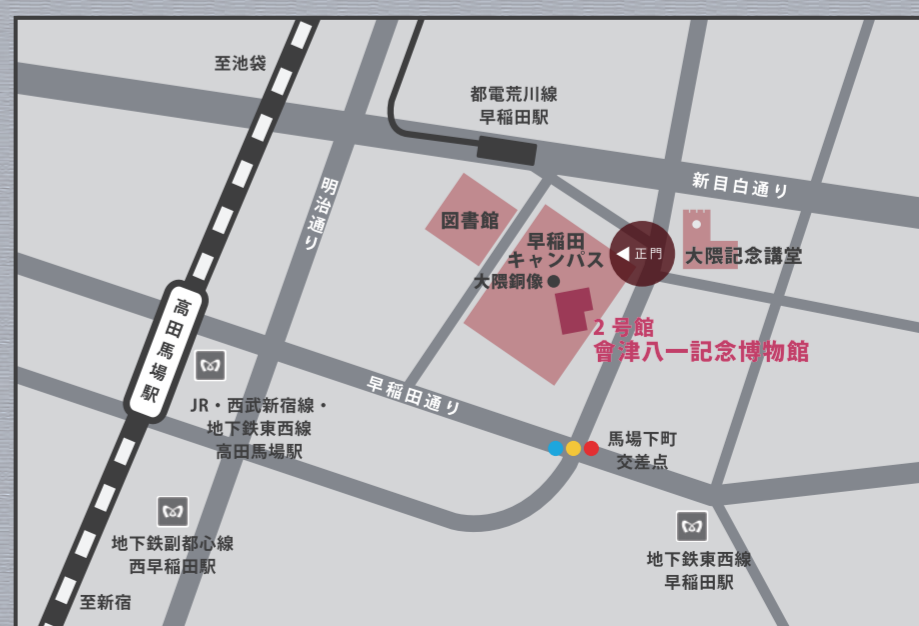 至池袋
都電荒川線
早稲田駅
新目白通り
明治通り
図書館
早稲田
キャンパス
正門
大隈記念講堂
大隈銅像
2号館
會津八一記念博物館
高田馬場駅
早稲田通り
JR・西武新宿線・
地下鉄東西線
高田馬場駅
馬場下町
交差点
地下鉄副都心線
西早稲田駅
地下鉄東西線
早稲田駅
至新宿